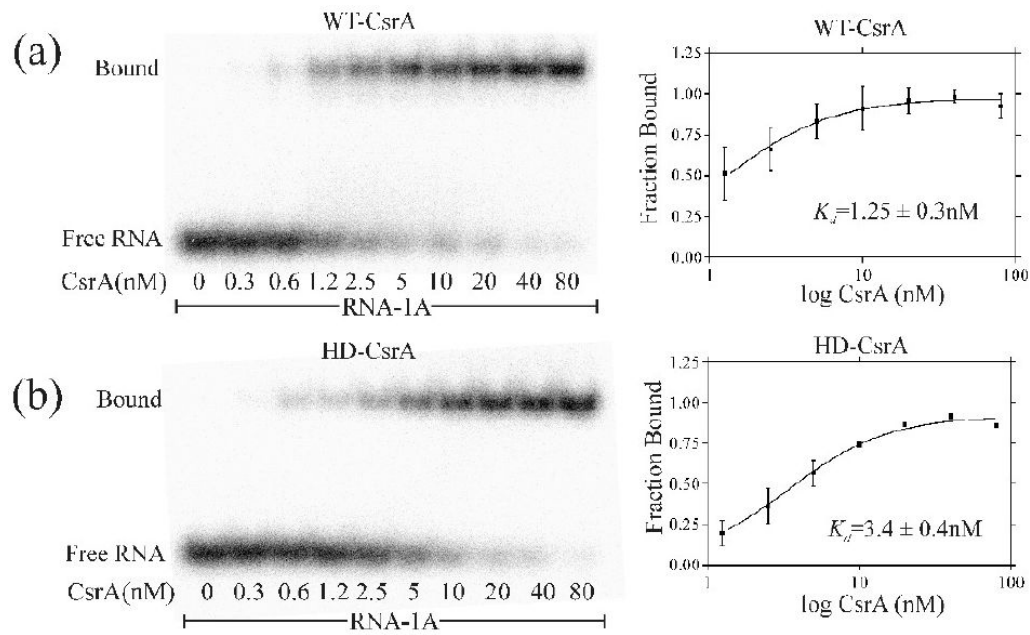 (a)
WT-CsrA
Bound
Free RNA
CsrA(nM) 0 0.3 0.6 1.2 2.5 5 10 20 40 80
RNA-1A
WT-CsrA
Fraction Bound
1.25
1.00
0.75
0.50
0.25
0.00
K_d=1.25 ± 0.3nM
1 10 100
log CsrA (nM)
(b)
HD-CsrA
Bound
Free RNA
CsrA(nM) 0 0.3 0.6 1.2 2.5 5 10 20 40 80
RNA-1A
HD-CsrA
Fraction Bound
1.25
1.00
0.75
0.50
0.25
0.00
K_d=3.4 ± 0.4nM
1 10 100
log CsrA (nM)